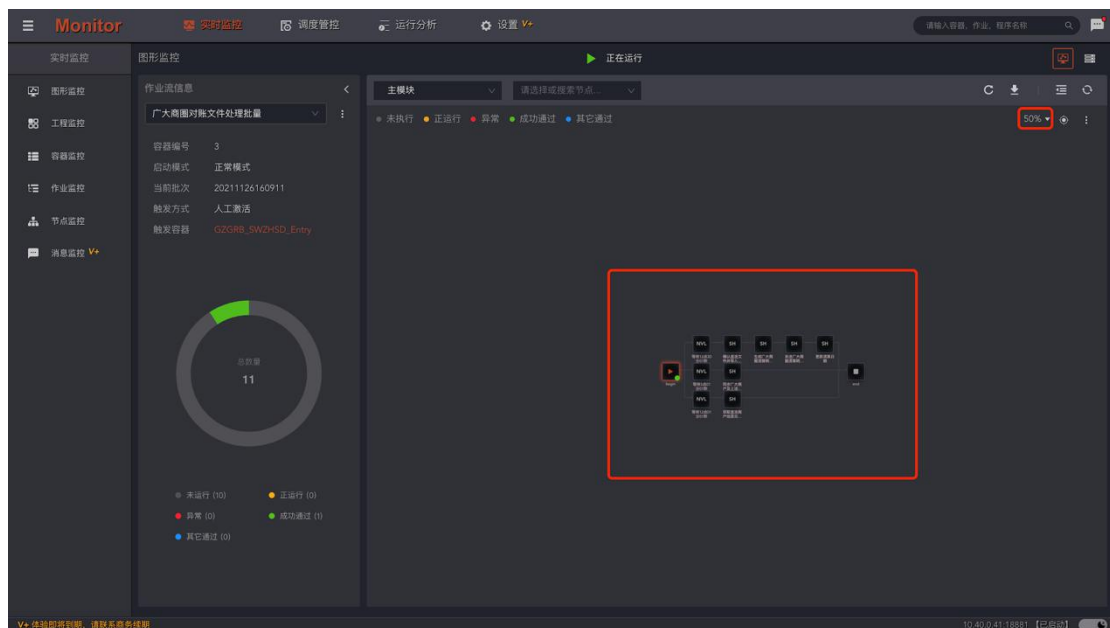 Monitor
实时监控
调度管控
运行分析
设置 V+
请输入容器、作业、程序名称
实时监控
图形监控
正在运行
图形监控
工程监控
容器监控
作业监控
节点监控
消息监控 V+
作业流信息
广大商圈对账文件处理批量
容器编号 3
启动模式 正常模式
当前批次 20211126160911
触发方式 人工激活
触发容器 GZGRB_SWZHSD_Entry
总数量
11
未运行 (10)
正运行 (0)
异常 (0)
成功通过 (1)
其它通过 (0)
主模块
请选择或搜索节点...
未执行
正运行
异常
成功通过
其它通过
50%
NVL SH SH SH SH
NVL SH
begin
end
NVL SH
V+ 体验即将到期，请联系商务续期
10.40.0.41:18881 【已启动】